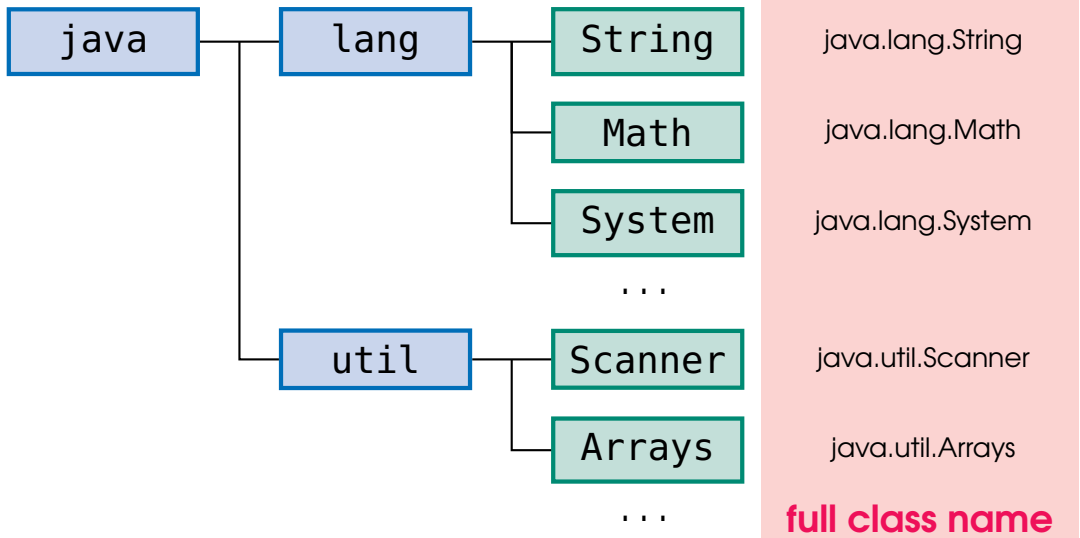 java lang String java.lang.String
Math java.lang.Math
System java.lang.System
...
util Scanner java.util.Scanner
Arrays java.util.Arrays
...
full class name